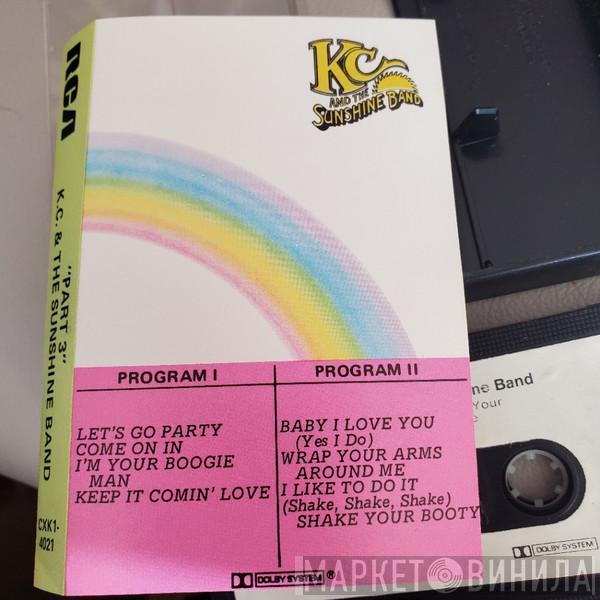 KC
AND THE
SUNSHINE BAND
RCA
"PART 3"
K.C. & THE SUNSHINE BAND
CXK1-
4021
PROGRAM I
LET'S GO PARTY
COME ON IN
I'M YOUR BOOGIE
MAN
KEEP IT COMIN' LOVE
PROGRAM II
BABY I LOVE YOU
(Yes I Do)
WRAP YOUR ARMS
AROUND ME
I LIKE TO DO IT
(Shake, Shake, Shake)
SHAKE YOUR BOOTY
DOLBY SYSTEM ®
Band
Your
DOLBY SYSTEM
МАРКЕТ ВИНИЛА